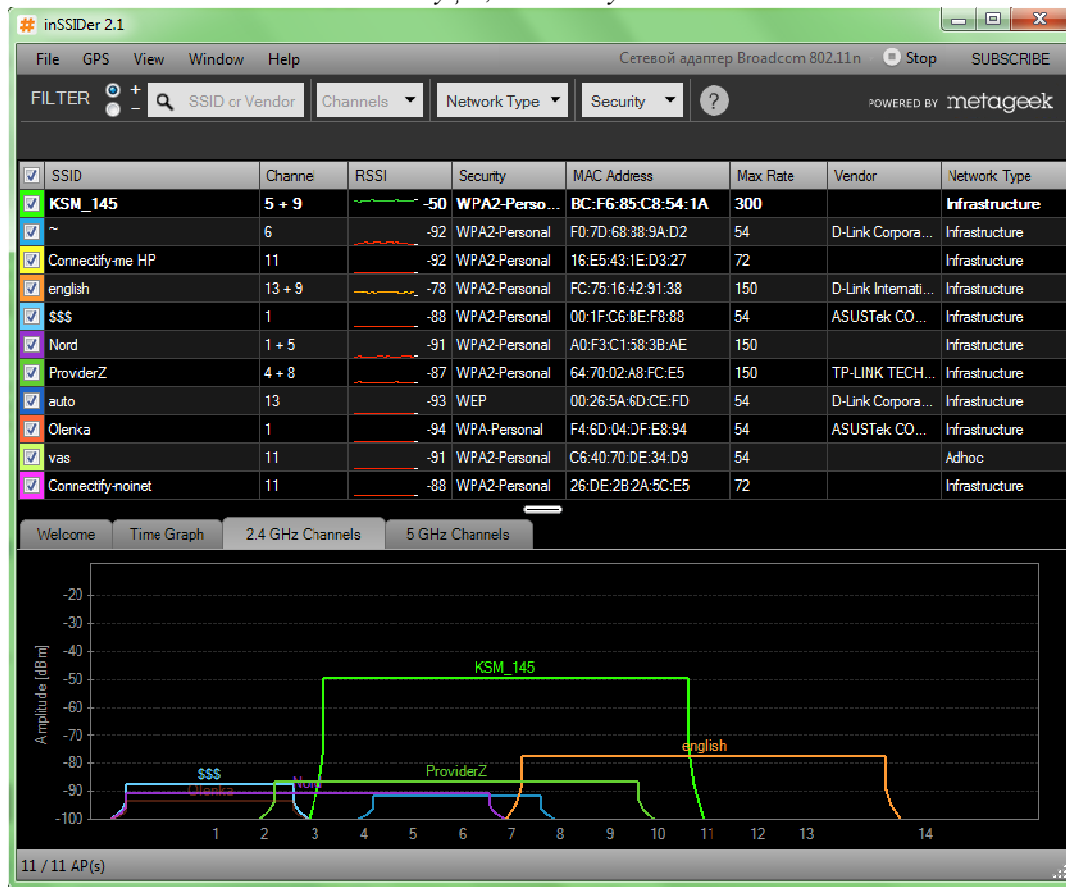 inSSIDer 2.1
File GPS View Window Help Сетевой адаптер Broadcom 802.11n Stop SUBSCRIBE
FILTER + - SSID or Vendor Channels Network Type Security ? POWERED BY metageek
SSID Channel RSSI Security MAC Address Max Rate Vendor Network Type
KSM_145 5 + 9 -50 WPA2-Perso... BC:F6:85:C8:54:1A 300 Infrastructure
~ 6 -92 WPA2-Personal F0:7D:68:38:9A:D2 54 D-Link Corpora... Infrastructure
Connectify-me HP 11 -92 WPA2-Personal 16:E5:43:1E:D3:27 72 Infrastructure
english 13 + 9 -78 WPA2-Personal FC:75:16:42:91:38 150 D-Link Internati... Infrastructure
$$$ 1 -88 WPA2-Personal 00:1F:C6:BE:F8:88 54 ASUSTek CO... Infrastructure
Nord 1 + 5 -91 WPA2-Personal A0:F3:C1:58:3B:AE 150 Infrastructure
ProviderZ 4 + 8 -87 WPA2-Personal 64:70:02:A8:FC:E5 150 TP-LINK TECH... Infrastructure
auto 13 -93 WEP 00:26:5A:6D:CE:FD 54 D-Link Corpora... Infrastructure
Olenka 1 -94 WPA-Personal F4:6D:04:DF:E8:94 54 ASUSTek CO... Infrastructure
vas 11 -91 WPA2-Personal C6:40:70:DE:34:D9 54 Adhoc
Connectify-noinet 11 -88 WPA2-Personal 26:DE:2B:2A:5C:E5 72 Infrastructure
Welcome Time Graph 2.4 GHz Channels 5 GHz Channels
Amplitude [dBm]
-20
-30
-40
-50
-60
-70
-80
-90
-100
KSM_145
english
ProviderZ
$$$
Nord
Olenka
1 2 3 4 5 6 7 8 9 10 11 12 13 14
11 / 11 AP(s)